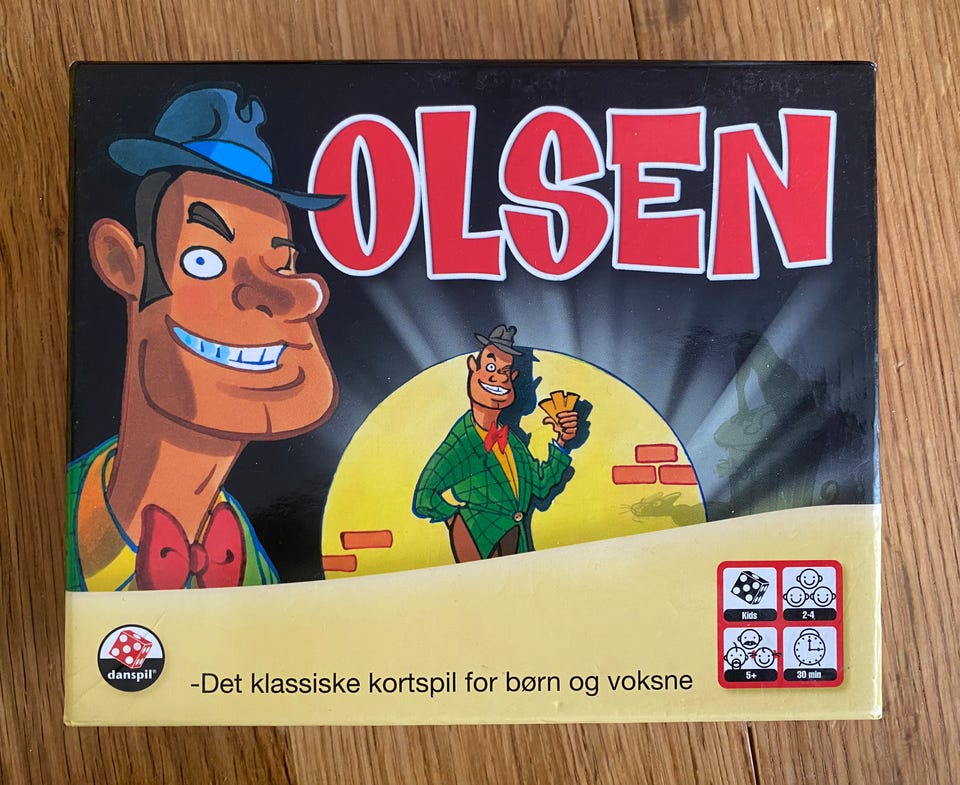 OLSEN
Kids
2-4
5+
30 min
danspil®
-Det klassiske kortspil for børn og voksne